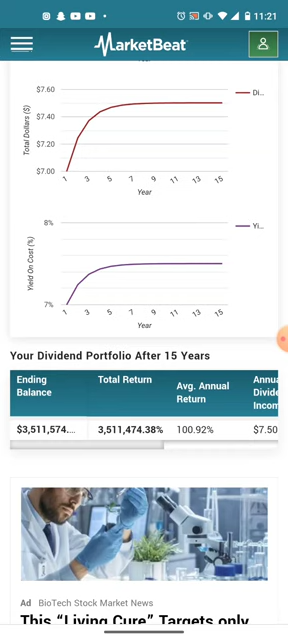 11:21
MarketBeat
Year
$7.60
$7.40
$7.20
$7.00
Total Dollars ($)
1 3 5 7 9 11 13 15
Year
Di...
8%
7%
Yield On Cost (%)
1 3 5 7 9 11 13 15
Year
Yi...
Your Dividend Portfolio After 15 Years
Ending Balance Total Return Avg. Annual Return Annua Divide Incom
$3,511,574.... 3,511,474.38% 100.92% $7.50
Ad BioTech Stock Market News
This “Living Cure” Targets only